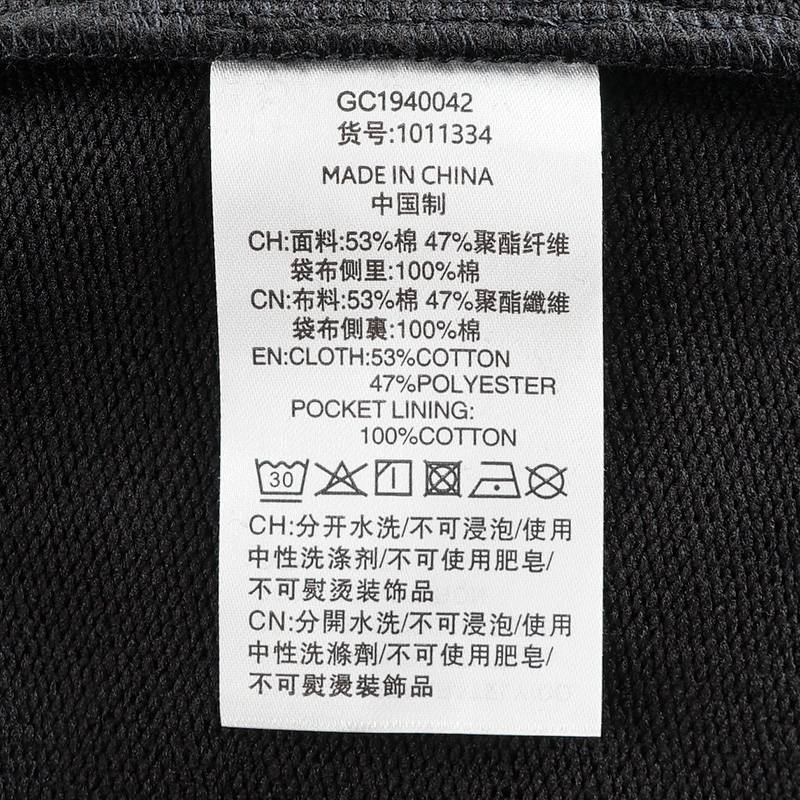 GC1940042
货号:1011334
MADE IN CHINA
中国制
CH:面料:53%棉 47%聚酯纤维
袋布侧里:100%棉
CN:布料:53%棉 47%聚酯纖維
袋布側裏:100%棉
EN:CLOTH:53%COTTON
47%POLYESTER
POCKET LINING:
100%COTTON
30
CH:分开水洗/不可浸泡/使用
中性洗涤剂/不可使用肥皂/
不可熨烫装饰品
CN:分開水洗/不可浸泡/使用
中性洗滌劑/不可使用肥皂/
不可熨燙裝飾品